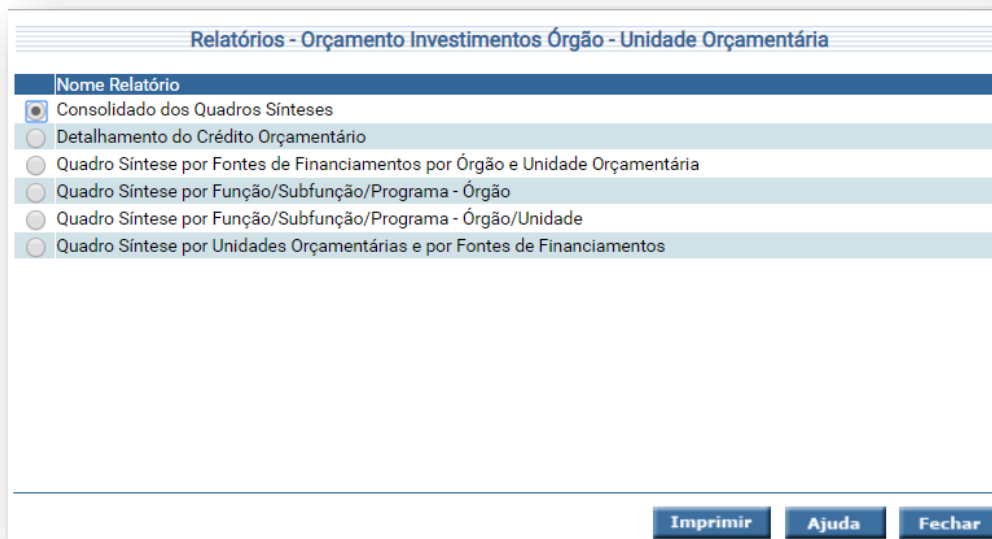 Relatórios - Orçamento Investimentos Órgão - Unidade Orçamentária
Nome Relatório
Consolidado dos Quadros Sínteses
Detalhamento do Crédito Orçamentário
Quadro Síntese por Fontes de Financiamentos por Órgão e Unidade Orçamentária
Quadro Síntese por Função/Subfunção/Programa - Órgão
Quadro Síntese por Função/Subfunção/Programa - Órgão/Unidade
Quadro Síntese por Unidades Orçamentárias e por Fontes de Financiamentos
Imprimir Ajuda Fechar